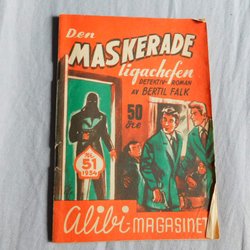 Den
MASKERADE
ligachefen
DETEKTIV-ROMAN
AV BERTIL FALK
50
öre
Nr
51
1954
Alibi MAGASINET